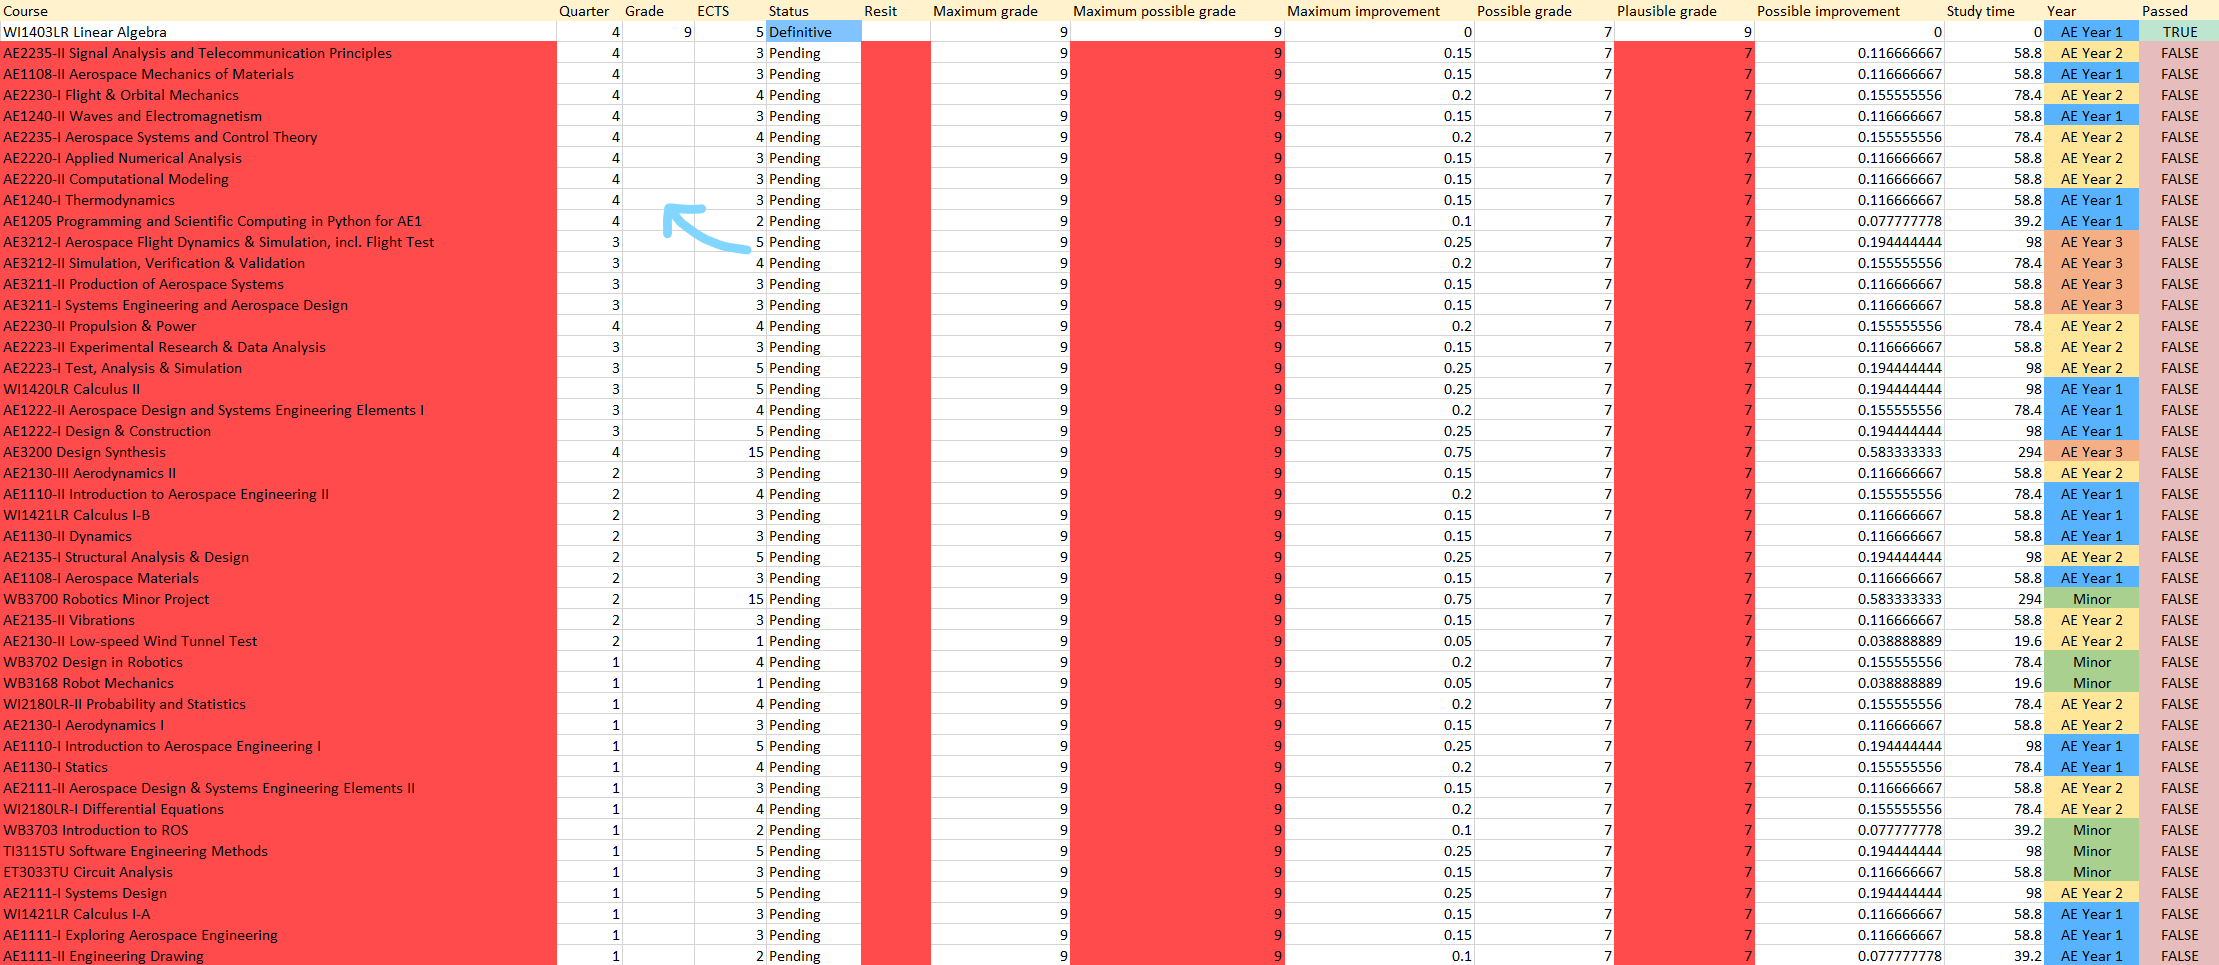 Course Quarter Grade ECTS Status Resit Maximum grade Maximum possible grade Maximum improvement Possible grade Plausible grade Possible improvement Study time Year Passed
WI1403LR Linear Algebra 4 9 5 Definitive 9 9 0 7 9 0 0 AE Year 1 TRUE
AE2235-II Signal Analysis and Telecommunication Principles 4 3 Pending 9 9 0.15 7 7 0.116666667 58.8 AE Year 2 FALSE
AE1108-II Aerospace Mechanics of Materials 4 3 Pending 9 9 0.15 7 7 0.116666667 58.8 AE Year 1 FALSE
AE2230-I Flight & Orbital Mechanics 4 4 Pending 9 9 0.2 7 7 0.155555556 78.4 AE Year 2 FALSE
AE1240-II Waves and Electromagnetism 4 3 Pending 9 9 0.15 7 7 0.116666667 58.8 AE Year 1 FALSE
AE2235-I Aerospace Systems and Control Theory 4 4 Pending 9 9 0.2 7 7 0.155555556 78.4 AE Year 2 FALSE
AE2220-I Applied Numerical Analysis 4 3 Pending 9 9 0.15 7 7 0.116666667 58.8 AE Year 2 FALSE
AE2220-II Computational Modeling 4 3 Pending 9 9 0.15 7 7 0.116666667 58.8 AE Year 2 FALSE
AE1240-I Thermodynamics 4 3 Pending 9 9 0.15 7 7 0.116666667 58.8 AE Year 1 FALSE
AE1205 Programming and Scientific Computing in Python for AE1 4 2 Pending 9 9 0.1 7 7 0.077777778 39.2 AE Year 1 FALSE
AE3212-I Aerospace Flight Dynamics & Simulation, incl. Flight Test 3 5 Pending 9 9 0.25 7 7 0.194444444 98 AE Year 3 FALSE
AE3212-II Simulation, Verification & Validation 3 4 Pending 9 9 0.2 7 7 0.155555556 78.4 AE Year 3 FALSE
AE3211-II Production of Aerospace Systems 3 3 Pending 9 9 0.15 7 7 0.116666667 58.8 AE Year 3 FALSE
AE3211-I Systems Engineering and Aerospace Design 3 3 Pending 9 9 0.15 7 7 0.116666667 58.8 AE Year 3 FALSE
AE2230-II Propulsion & Power 4 4 Pending 9 9 0.2 7 7 0.155555556 78.4 AE Year 2 FALSE
AE2223-II Experimental Research & Data Analysis 3 3 Pending 9 9 0.15 7 7 0.116666667 58.8 AE Year 2 FALSE
AE2223-I Test, Analysis & Simulation 3 5 Pending 9 9 0.25 7 7 0.194444444 98 AE Year 2 FALSE
WI1420LR Calculus II 3 5 Pending 9 9 0.25 7 7 0.194444444 98 AE Year 1 FALSE
AE1222-II Aerospace Design and Systems Engineering Elements I 3 4 Pending 9 9 0.2 7 7 0.155555556 78.4 AE Year 1 FALSE
AE1222-I Design & Construction 3 5 Pending 9 9 0.25 7 7 0.194444444 98 AE Year 1 FALSE
AE3200 Design Synthesis 4 15 Pending 9 9 0.75 7 7 0.583333333 294 AE Year 3 FALSE
AE2130-III Aerodynamics II 2 3 Pending 9 9 0.15 7 7 0.116666667 58.8 AE Year 2 FALSE
AE1110-II Introduction to Aerospace Engineering II 2 4 Pending 9 9 0.2 7 7 0.155555556 78.4 AE Year 1 FALSE
WI1421LR Calculus I-B 2 3 Pending 9 9 0.15 7 7 0.116666667 58.8 AE Year 1 FALSE
AE1130-II Dynamics 2 3 Pending 9 9 0.15 7 7 0.116666667 58.8 AE Year 1 FALSE
AE2135-I Structural Analysis & Design 2 5 Pending 9 9 0.25 7 7 0.194444444 98 AE Year 2 FALSE
AE1108-I Aerospace Materials 2 3 Pending 9 9 0.15 7 7 0.116666667 58.8 AE Year 1 FALSE
WB3700 Robotics Minor Project 2 15 Pending 9 9 0.75 7 7 0.583333333 294 Minor FALSE
AE2135-II Vibrations 2 3 Pending 9 9 0.15 7 7 0.116666667 58.8 AE Year 2 FALSE
AE2130-II Low-speed Wind Tunnel Test 2 1 Pending 9 9 0.05 7 7 0.038888889 19.6 AE Year 2 FALSE
WB3702 Design in Robotics 1 4 Pending 9 9 0.2 7 7 0.155555556 78.4 Minor FALSE
WB3168 Robot Mechanics 1 1 Pending 9 9 0.05 7 7 0.038888889 19.6 Minor FALSE
WI2180LR-II Probability and Statistics 1 4 Pending 9 9 0.2 7 7 0.155555556 78.4 AE Year 2 FALSE
AE2130-I Aerodynamics I 1 3 Pending 9 9 0.15 7 7 0.116666667 58.8 AE Year 2 FALSE
AE1110-I Introduction to Aerospace Engineering I 1 5 Pending 9 9 0.25 7 7 0.194444444 98 AE Year 1 FALSE
AE1130-I Statics 1 4 Pending 9 9 0.2 7 7 0.155555556 78.4 AE Year 1 FALSE
AE2111-II Aerospace Design & Systems Engineering Elements II 1 3 Pending 9 9 0.15 7 7 0.116666667 58.8 AE Year 2 FALSE
WI2180LR-I Differential Equations 1 4 Pending 9 9 0.2 7 7 0.155555556 78.4 AE Year 2 FALSE
WB3703 Introduction to ROS 1 2 Pending 9 9 0.1 7 7 0.077777778 39.2 Minor FALSE
TI3115TU Software Engineering Methods 1 5 Pending 9 9 0.25 7 7 0.194444444 98 Minor FALSE
ET3033TU Circuit Analysis 1 3 Pending 9 9 0.15 7 7 0.116666667 58.8 Minor FALSE
AE2111-I Systems Design 1 5 Pending 9 9 0.25 7 7 0.194444444 98 AE Year 2 FALSE
WI1421LR Calculus I-A 1 3 Pending 9 9 0.15 7 7 0.116666667 58.8 AE Year 1 FALSE
AE1111-I Exploring Aerospace Engineering 1 3 Pending 9 9 0.15 7 7 0.116666667 58.8 AE Year 1 FALSE
AE1111-II Engineering Drawing 1 2 Pending 9 9 0.1 7 7 0.077777778 39.2 AE Year 1 FALSE